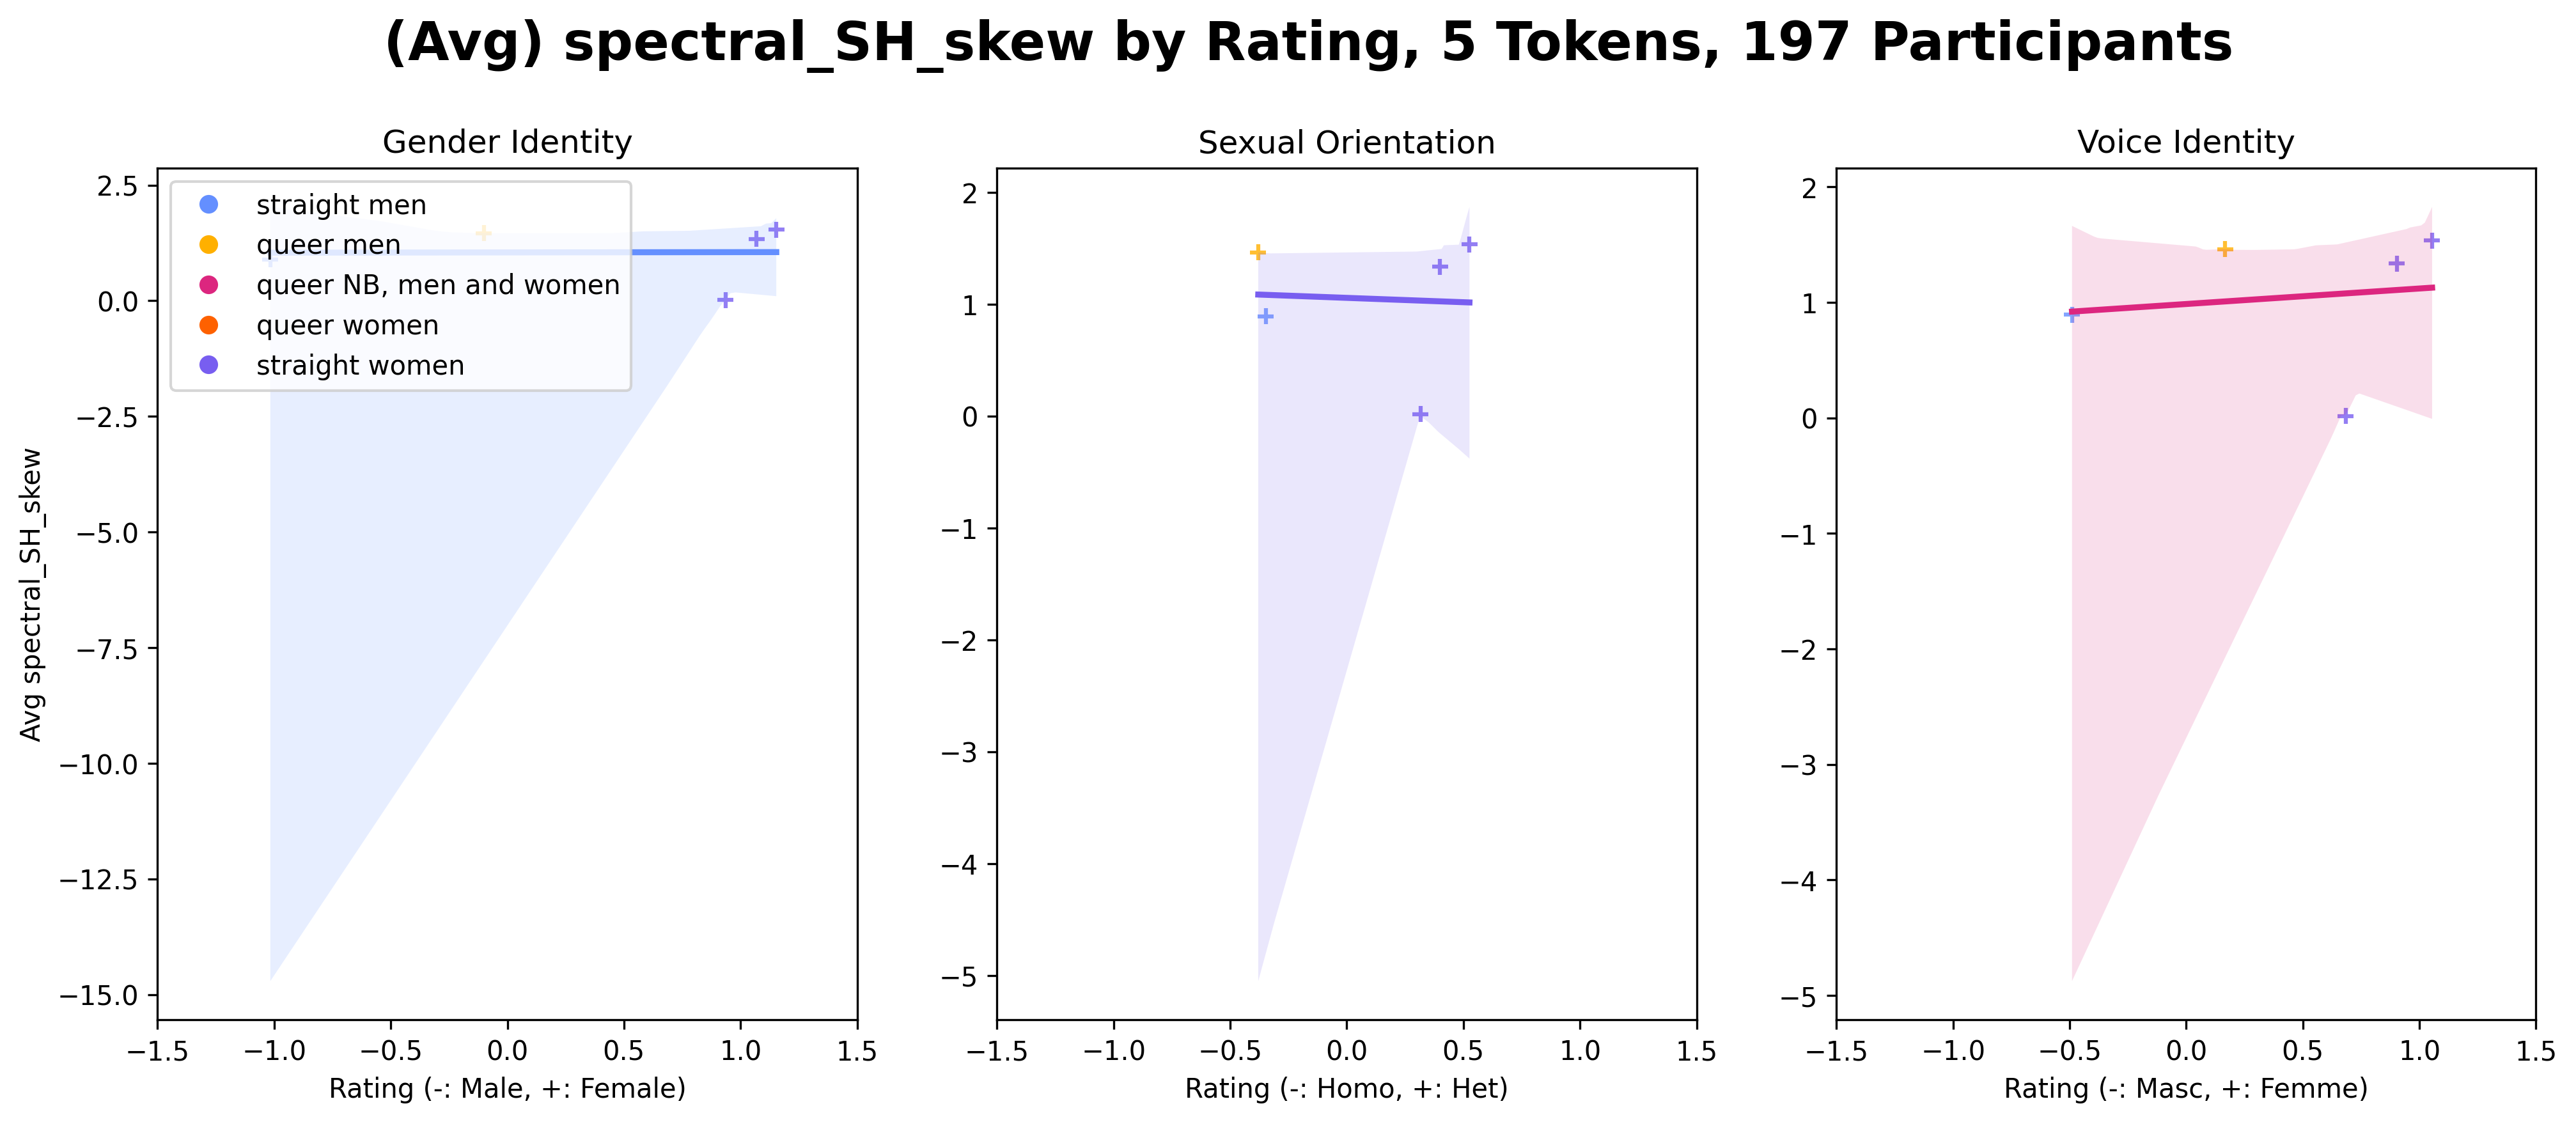 (Avg) spectral_SH_skew by Rating, 5 Tokens, 197 Participants
Gender Identity
Sexual Orientation
Voice Identity
straight men
queer men
queer NB, men and women
queer women
straight women
Avg spectral_SH_skew
2.5
0.0
−2.5
−5.0
−7.5
−10.0
−12.5
−15.0
−1.5 −1.0 −0.5 0.0 0.5 1.0 1.5
Rating (-: Male, +: Female)
2
1
0
−1
−2
−3
−4
−5
−1.5 −1.0 −0.5 0.0 0.5 1.0 1.5
Rating (-: Homo, +: Het)
2
1
0
−1
−2
−3
−4
−5
−1.5 −1.0 −0.5 0.0 0.5 1.0 1.5
Rating (-: Masc, +: Femme)